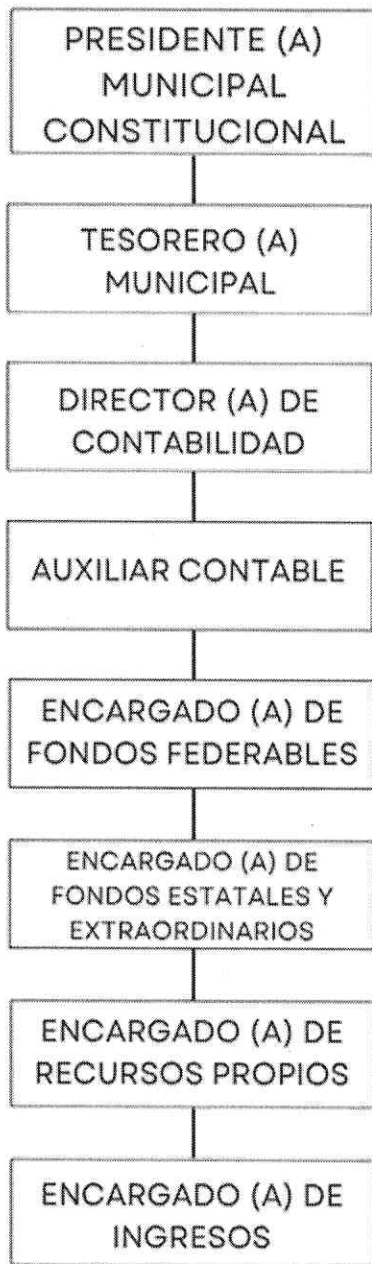 PRESIDENTE (A)
MUNICIPAL
CONSTITUCIONAL
TESORERO (A)
MUNICIPAL
DIRECTOR (A) DE
CONTABILIDAD
AUXILIAR CONTABLE
ENCARGADO (A) DE
FONDOS FEDERABLES
ENCARGADO (A) DE
FONDOS ESTATALES Y
EXTRAORDINARIOS
ENCARGADO (A) DE
RECURSOS PROPIOS
ENCARGADO (A) DE
INGRESOS